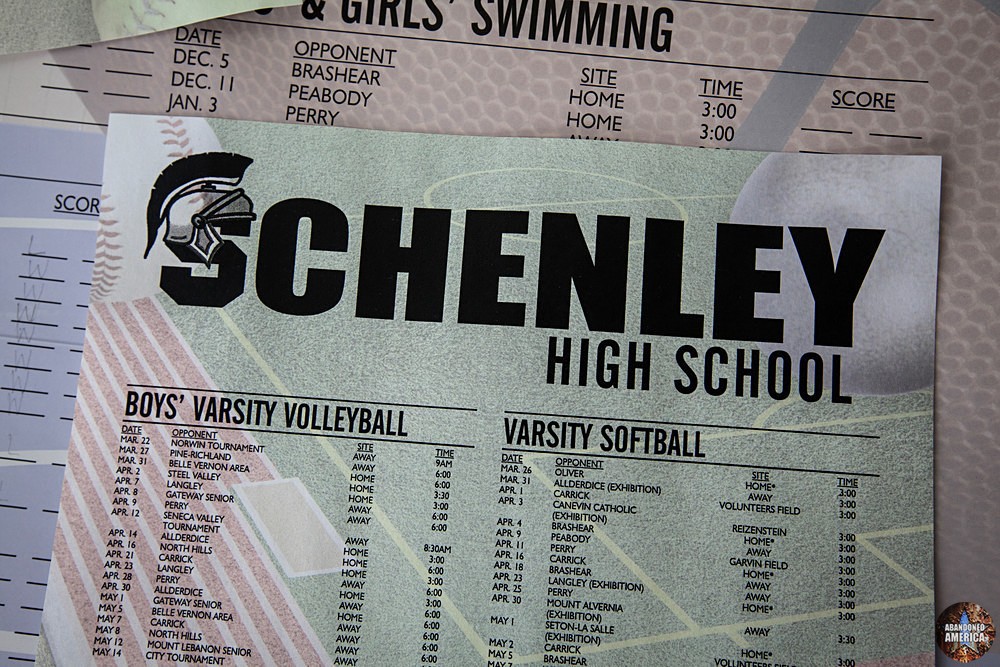 & GIRLS' SWIMMING
DATE
DEC. 5
DEC. 11
JAN. 3
OPPONENT
BRASHEAR
PEABODY
PERRY
SITE
HOME
HOME
TIME
3:00
3:00
SCORE
SCHENLEY
HIGH SCHOOL
BOYS' VARSITY VOLLEYBALL
DATE
MAR. 22
MAR. 27
MAR. 31
APR. 2
APR. 7
APR. 8
APR. 9
APR. 12
APR. 14
APR. 16
APR. 21
APR. 23
APR. 28
APR. 30
MAY 1
MAY 5
MAY 7
MAY 8
MAY 12
MAY 14
OPPONENT
NORWIN TOURNAMENT
PINE-RICHLAND
BELLE VERNON AREA
STEEL VALLEY
LANGLEY
GATEWAY SENIOR
PERRY
SENECA VALLEY
TOURNAMENT
ALLDERDICE
NORTH HILLS
CARRICK
LANGLEY
PERRY
ALLDERDICE
GATEWAY SENIOR
BELLE VERNON AREA
CARRICK
NORTH HILLS
MOUNT LEBANON SENIOR
CITY TOURNAMENT
SITE
AWAY
AWAY
HOME
HOME
HOME
AWAY
AWAY
AWAY
HOME
HOME
HOME
AWAY
HOME
AWAY
HOME
AWAY
AWAY
AWAY
TIME
9AM
6:00
6:00
3:30
3:00
6:00
6:00
8:30AM
3:00
6:00
3:00
3:00
3:00
6:00
6:00
6:00
6:00
VARSITY SOFTBALL
DATE
MAR. 26
MAR. 31
APR. 1
APR. 3
APR. 4
APR. 9
APR. 11
APR. 16
APR. 18
APR. 23
APR. 25
APR. 30
MAY 1
MAY 2
MAY 5
OPPONENT
OLIVER
ALLDERDICE (EXHIBITION)
CARRICK
CANEVIN CATHOLIC
(EXHIBITION)
BRASHEAR
PEABODY
PERRY
CARRICK
BRASHEAR
LANGLEY (EXHIBITION)
PERRY
MOUNT ALVERNIA
(EXHIBITION)
SETON-LA SALLE
(EXHIBITION)
CARRICK
BRASHEAR
SITE
HOME*
AWAY
VOLUNTEERS FIELD
REIZENSTEIN
HOME*
AWAY
GARVIN FIELD
HOME*
AWAY
AWAY
HOME*
AWAY
HOME*
VOLUNTEERS FIELD
TIME
3:00
3:00
3:00
3:00
3:00
3:00
3:00
3:00
3:00
3:00
3:00
3:30
3:00
ABANDONED
AMERICA